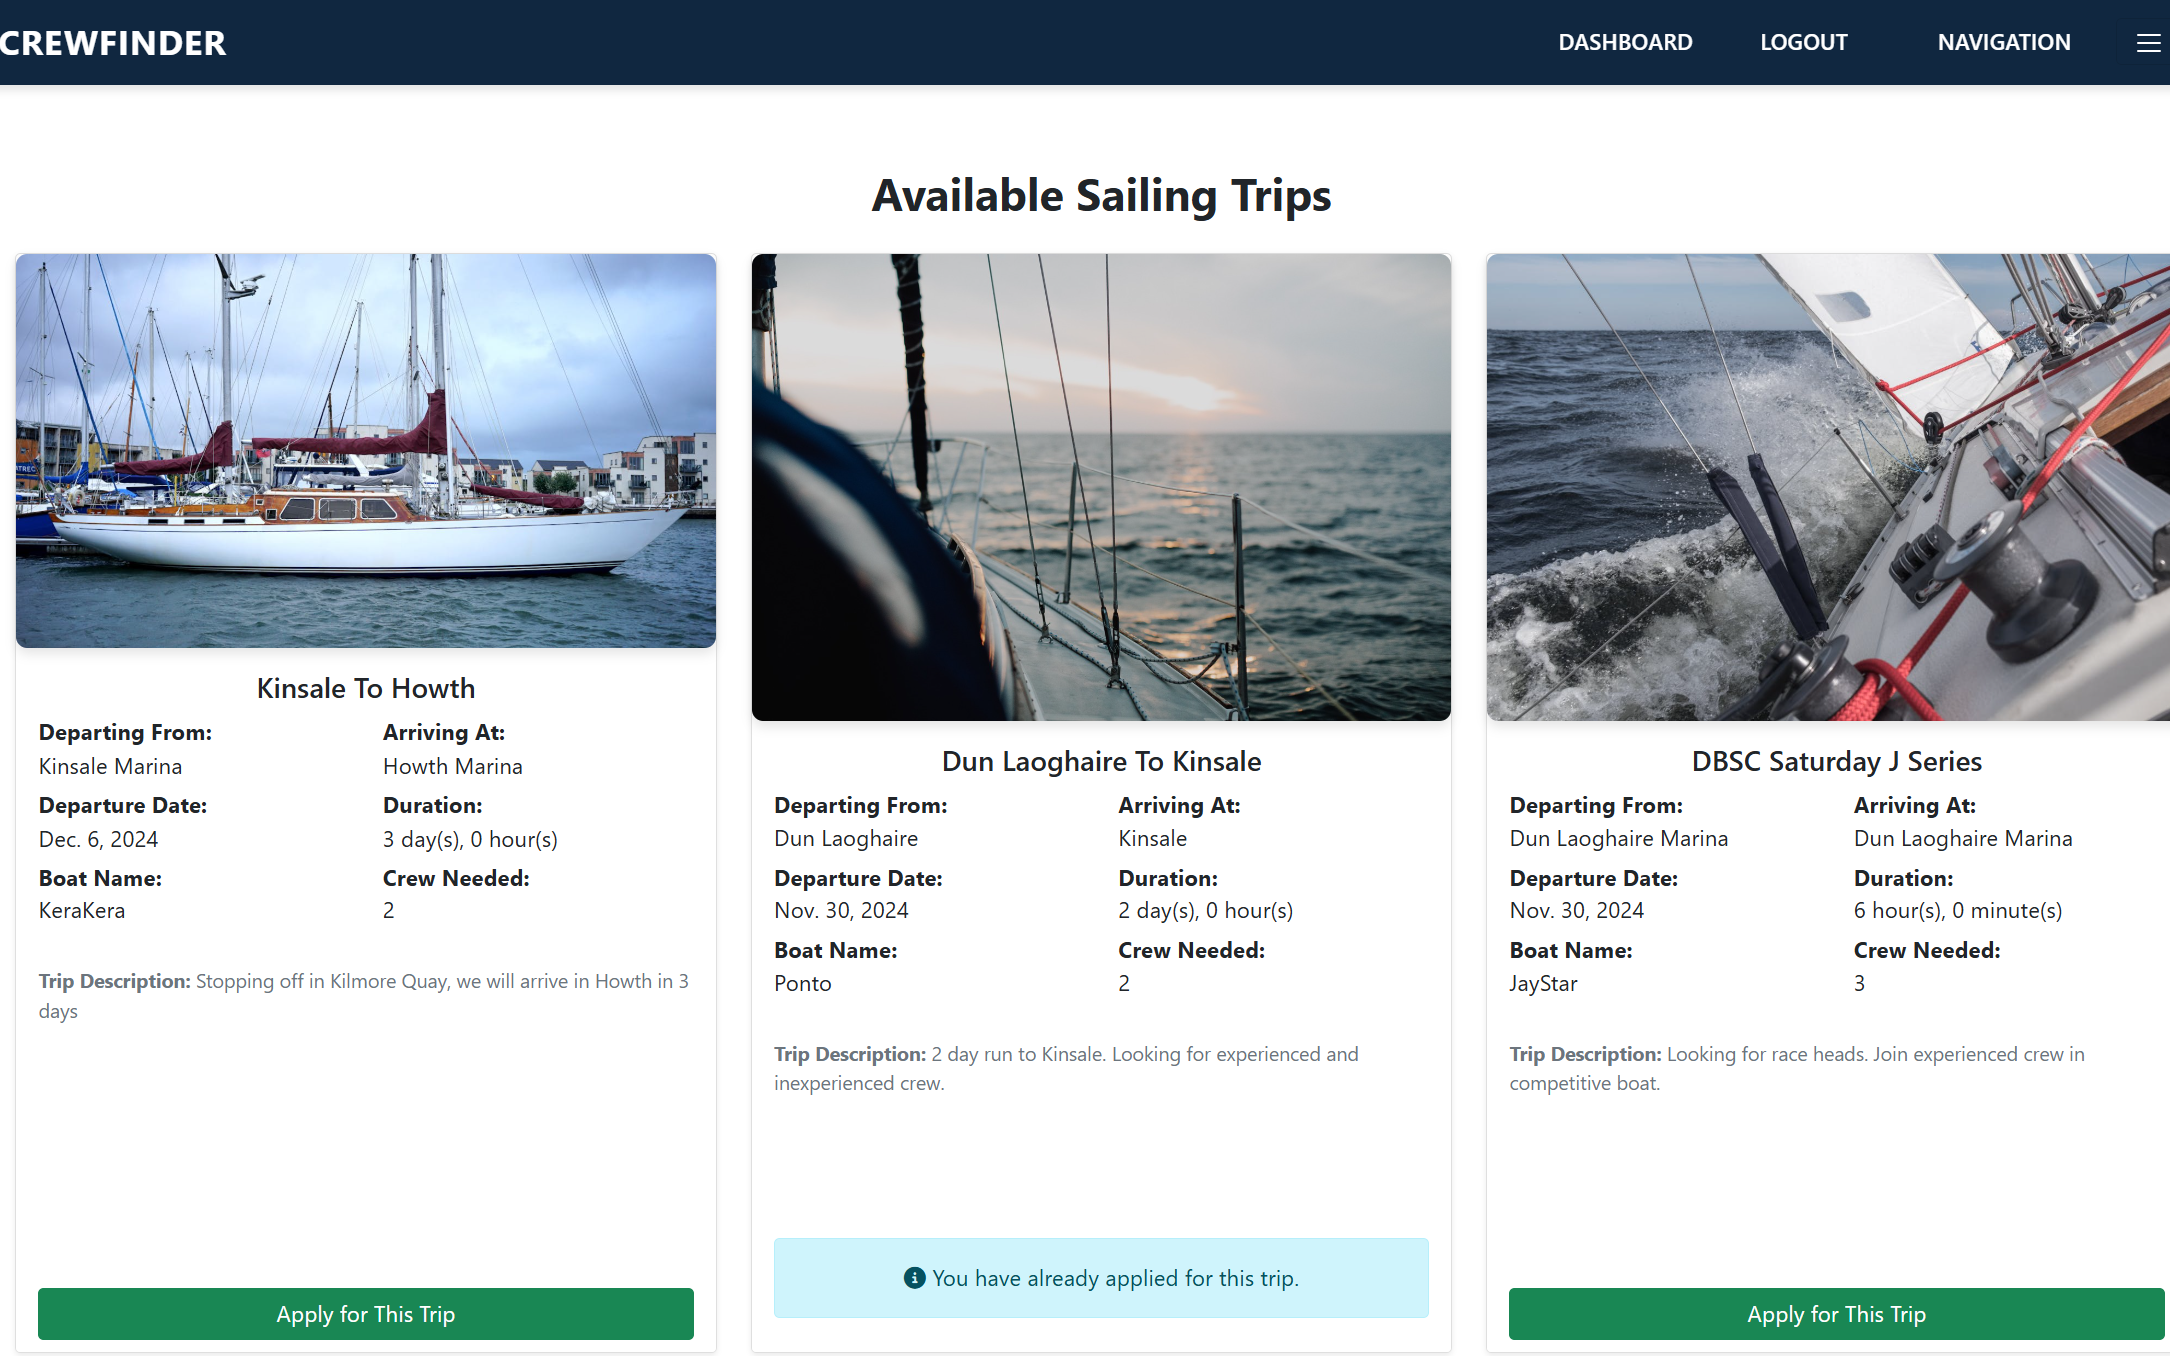 CREWFINDER
DASHBOARD LOGOUT NAVIGATION
Available Sailing Trips
Kinsale To Howth
Departing From: Arriving At:
Kinsale Marina Howth Marina
Departure Date: Duration:
Dec. 6, 2024 3 day(s), 0 hour(s)
Boat Name: Crew Needed:
KeraKera 2
Trip Description: Stopping off in Kilmore Quay, we will arrive in Howth in 3
days
Apply for This Trip
Dun Laoghaire To Kinsale
Departing From: Arriving At:
Dun Laoghaire Kinsale
Departure Date: Duration:
Nov. 30, 2024 2 day(s), 0 hour(s)
Boat Name: Crew Needed:
Ponto 2
Trip Description: 2 day run to Kinsale. Looking for experienced and
inexperienced crew.
You have already applied for this trip.
DBSC Saturday J Series
Departing From: Arriving At:
Dun Laoghaire Marina Dun Laoghaire Marina
Departure Date: Duration:
Nov. 30, 2024 6 hour(s), 0 minute(s)
Boat Name: Crew Needed:
JayStar 3
Trip Description: Looking for race heads. Join experienced crew in
competitive boat.
Apply for This Trip